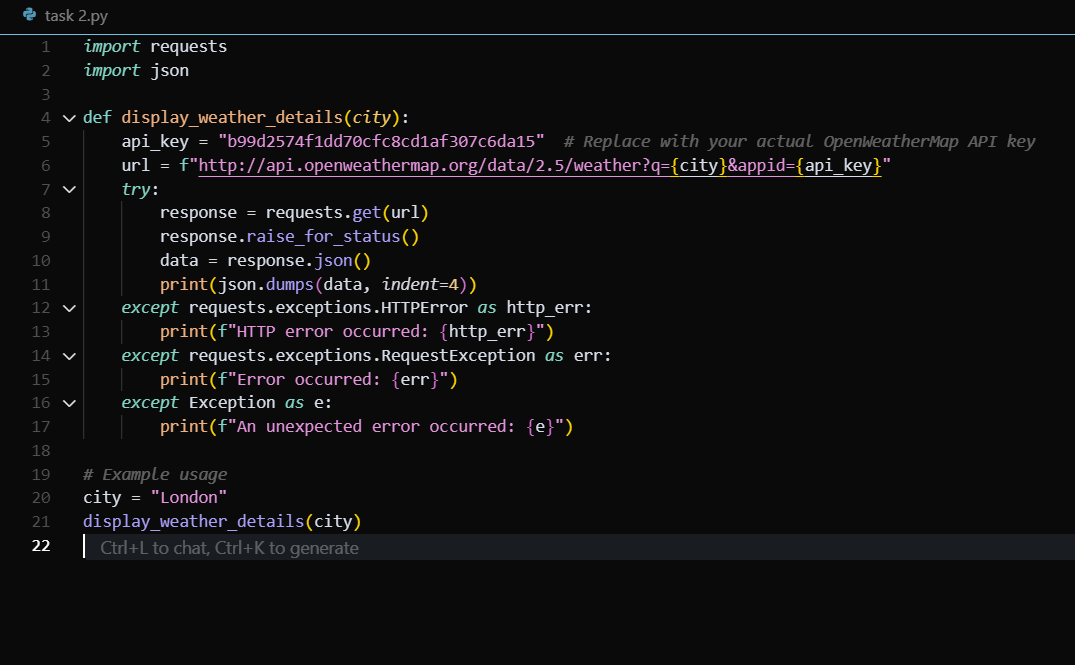 task 2.py
1 import requests
2 import json
3
4 def display_weather_details(city):
5     api_key = "b99d2574f1dd70cfc8cd1af307c6da15"  # Replace with your actual OpenWeatherMap API key
6     url = f"http://api.openweathermap.org/data/2.5/weather?q={city}&appid={api_key}"
7     try:
8         response = requests.get(url)
9         response.raise_for_status()
10         data = response.json()
11         print(json.dumps(data, indent=4))
12     except requests.exceptions.HTTPError as http_err:
13         print(f"HTTP error occurred: {http_err}")
14     except requests.exceptions.RequestException as err:
15         print(f"Error occurred: {err}")
16     except Exception as e:
17         print(f"An unexpected error occurred: {e}")
18
19 # Example usage
20 city = "London"
21 display_weather_details(city)
22 Ctrl+L to chat, Ctrl+K to generate